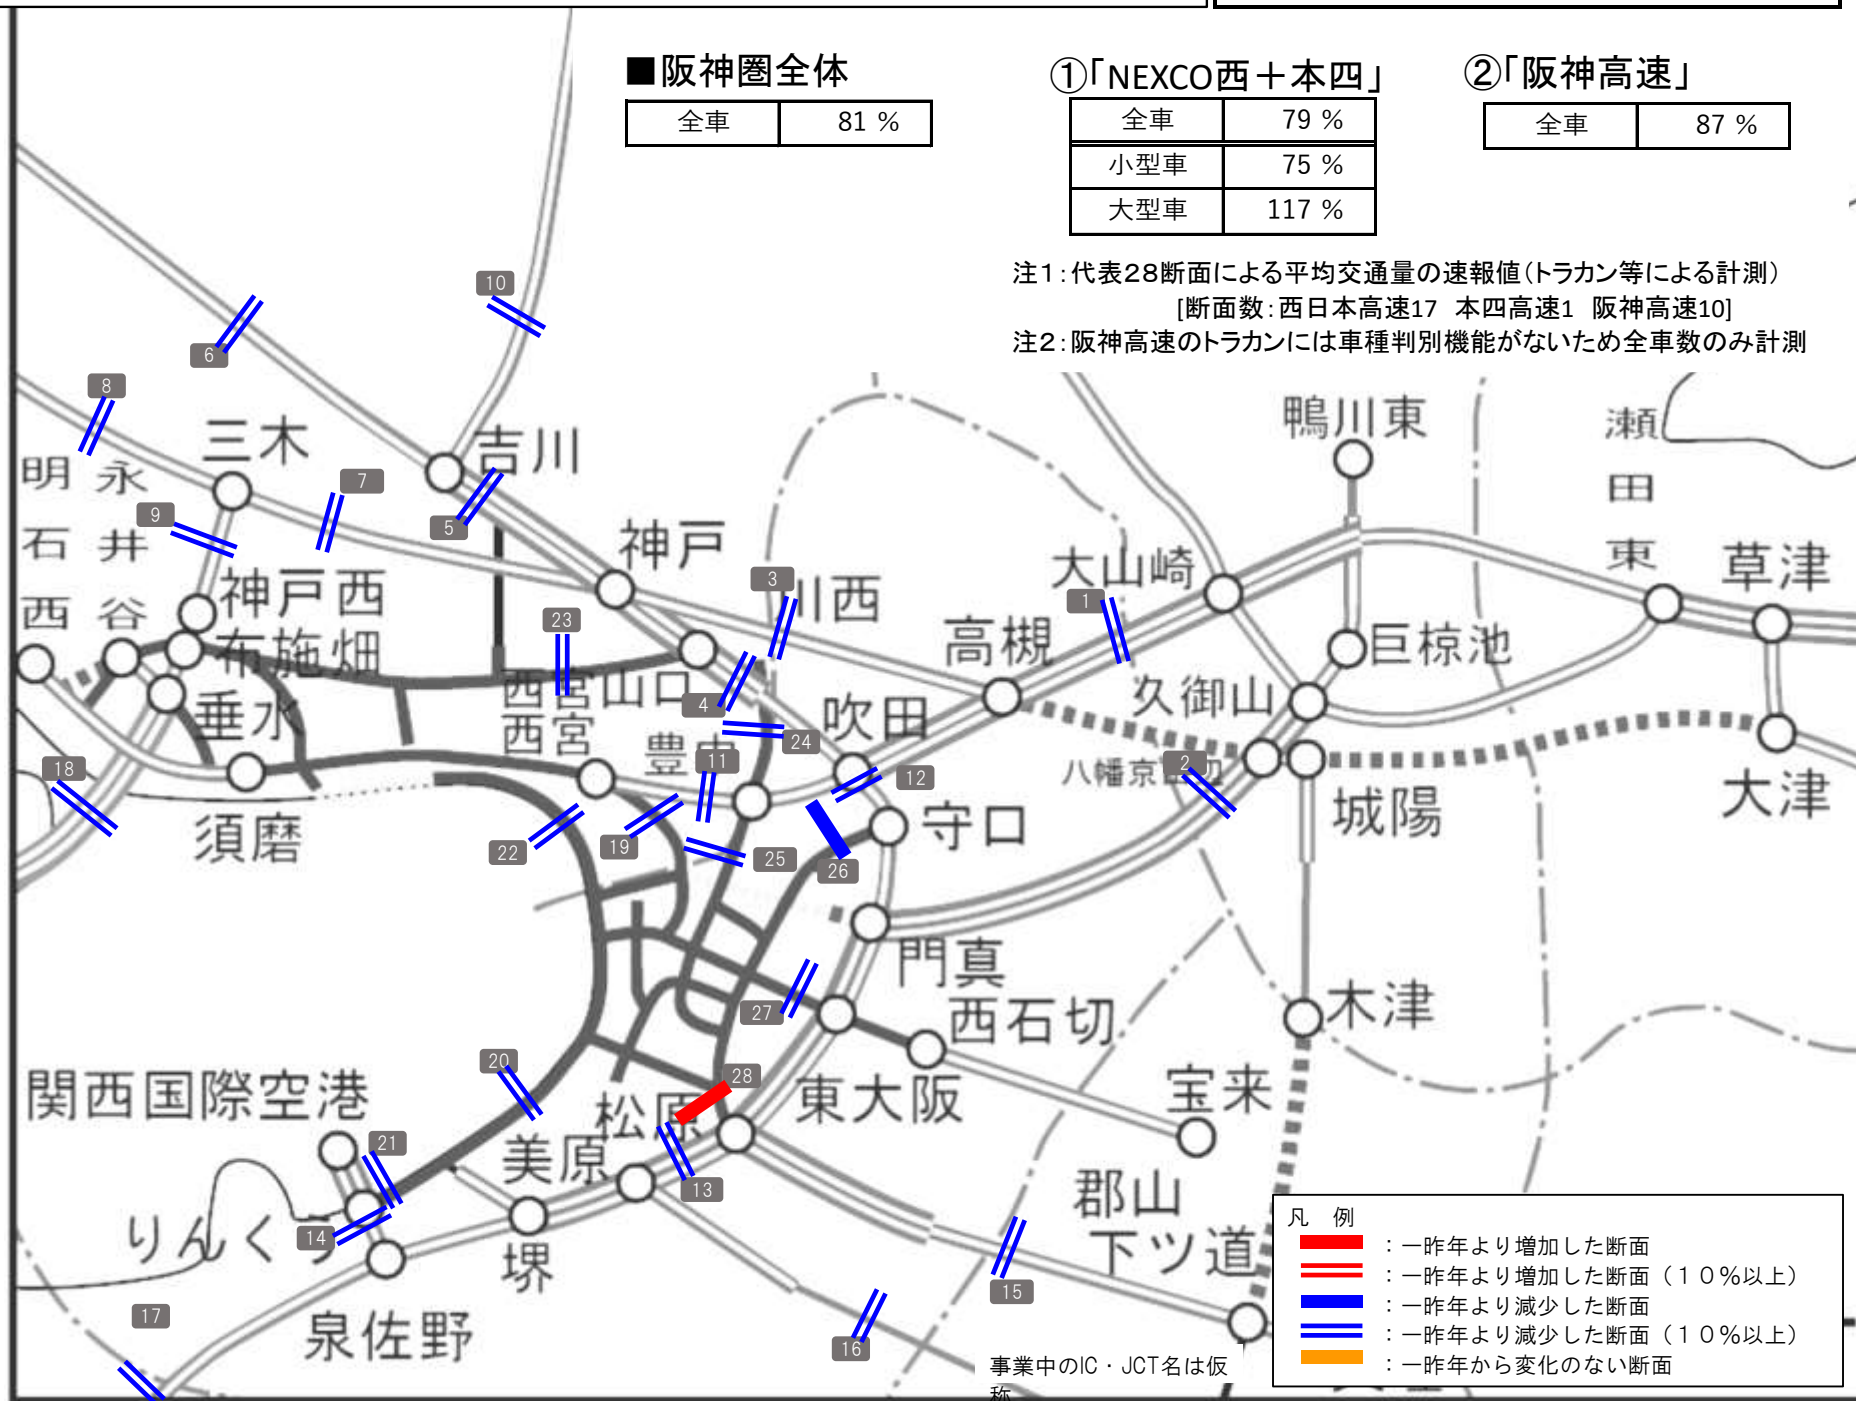 ■阪神圏全体
全車 81 %
①「NEXCO西＋本四」
全車 79 %
小型車 75 %
大型車 117 %
②「阪神高速」
全車 87 %
注１：代表２８断面による平均交通量の速報値（トラカン等による計測）
[断面数：西日本高速17　本四高速1　阪神高速10]
注２：阪神高速のトラカンには車種判別機能がないため全車数のみ計測
10
6
8
三木
吉川
鴨川東
瀬田東
明石西
永井谷
7
9
5
神戸
3
川西
大山崎
1
草津
神戸西
布施畑
23
高槻
巨椋池
西宮山口
西宮
4
吹田
久御山
垂水
豊中
24
11
12
八幡京田辺
2
18
須磨
22
19
25
26
守口
城陽
大津
門真
27
西石切
木津
20
28
関西国際空港
松原
東大阪
宝来
21
美原
13
郡山
下ツ道
りんくう
14
堺
15
17
泉佐野
16
事業中のIC・JCT名は仮
称
凡　例
：一昨年より増加した断面
：一昨年より増加した断面（１０％以上）
：一昨年より減少した断面
：一昨年より減少した断面（１０％以上）
：一昨年から変化のない断面